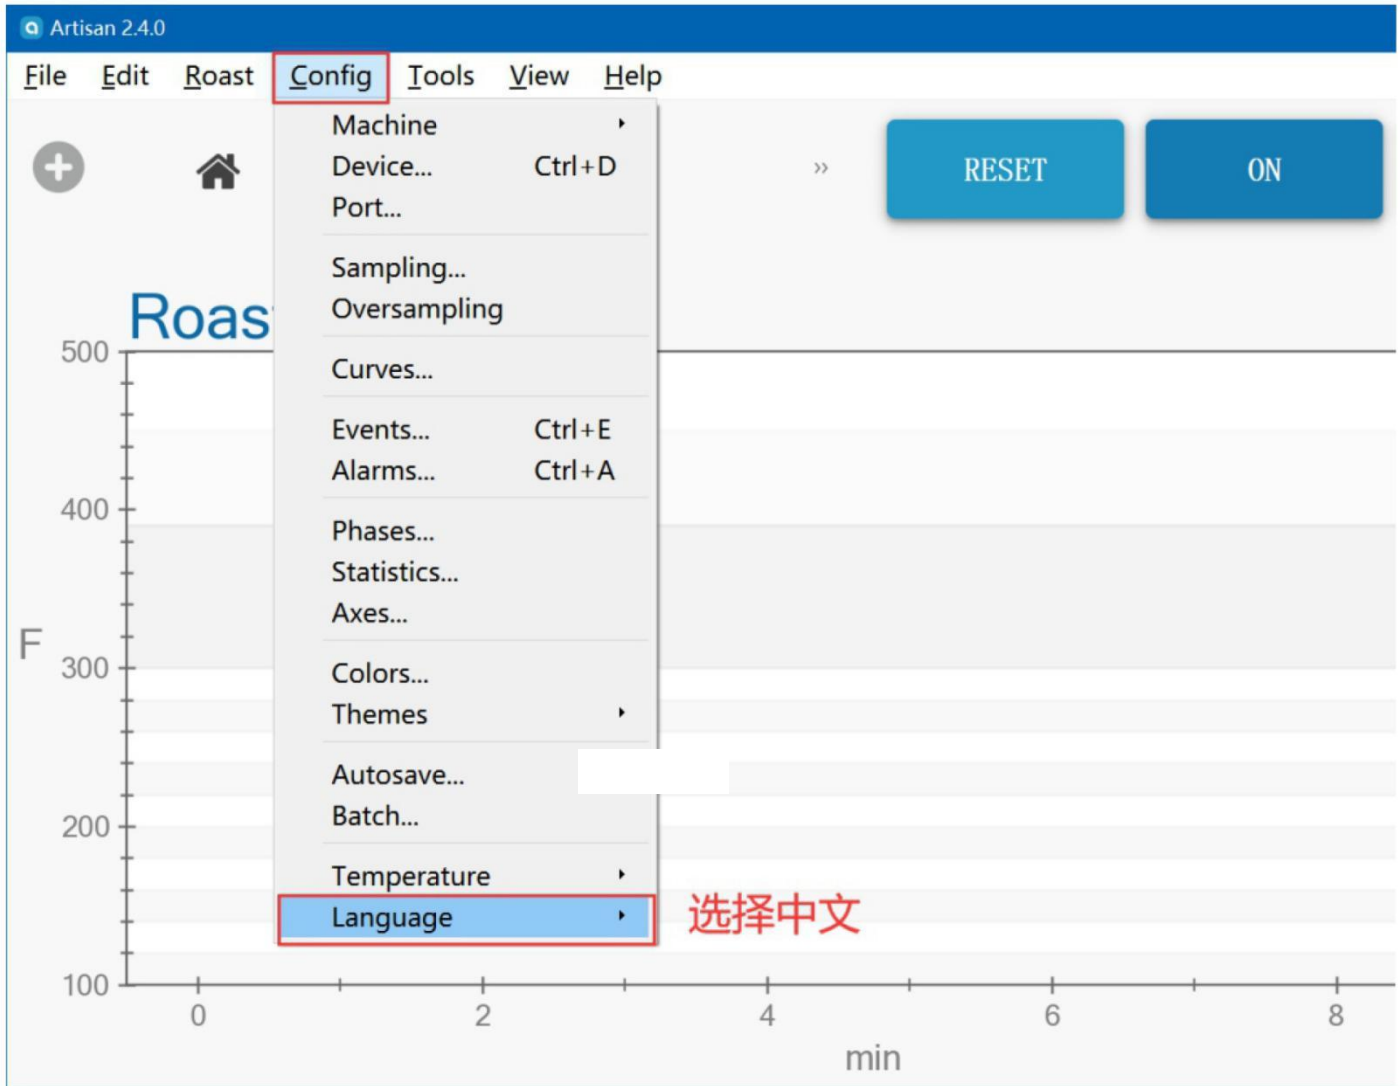 Artisan 2.4.0
File Edit Roast Config Tools View Help
Machine
Device... Ctrl+D
Port...
RESET ON
Sampling...
Oversampling
Roas
Curves...
Events... Ctrl+E
Alarms... Ctrl+A
Phases...
Statistics...
Axes...
Colors...
Themes
Autosave...
Batch...
Temperature
Language 选择中文
500
400
F
300
200
100
0 2 4 6 8
min